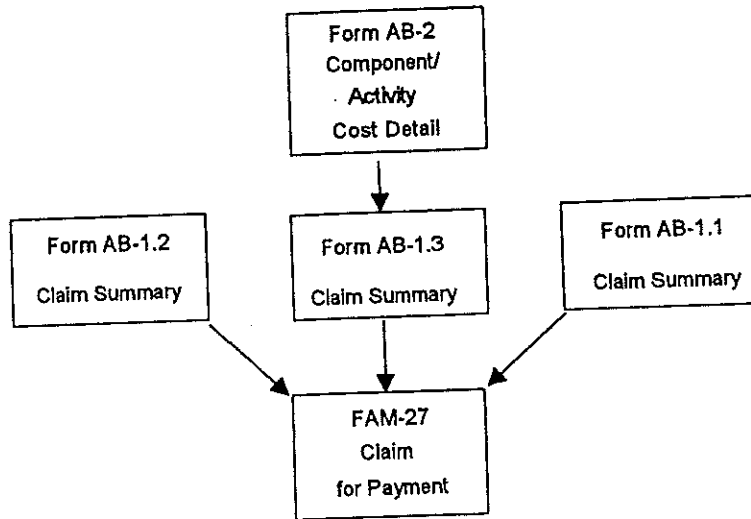 Form AB-2
Component/
Activity
Cost Detail
Form AB-1.2
Claim Summary
Form AB-1.3
Claim Summary
Form AB-1.1
Claim Summary
FAM-27
Claim
for Payment